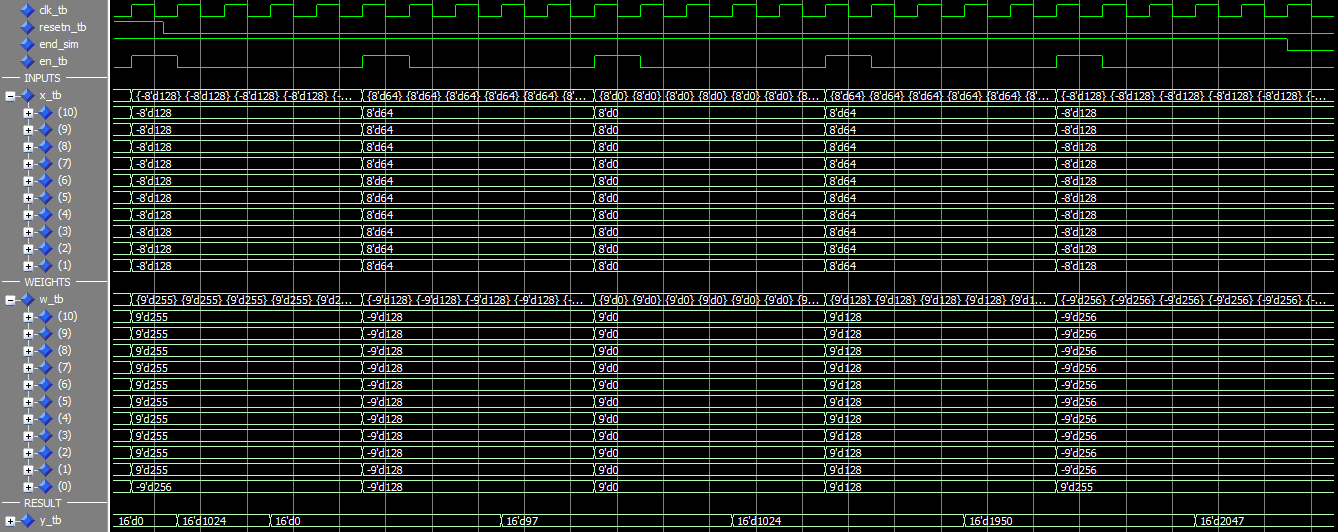 clk_tb
resetn_tb
end_sim
en_tb
INPUTS
x_tb {-8'd128} {-8'd128} {-8'd128} {-8'd128} {-... {8'd64} {8'd64} {8'd64} {8'd64} {8'd64} {8'... {8'd0} {8'd0} {8'd0} {8'd0} {8'd0} {8'd0} {8... {8'd64} {8'd64} {8'd64} {8'd64} {8'd64} {8'... {-8'd128} {-8'd128} {-8'd128} {-8'd128} {-...
(10) -8'd128 8'd64 8'd0 8'd64 -8'd128
(9) -8'd128 8'd64 8'd0 8'd64 -8'd128
(8) -8'd128 8'd64 8'd0 8'd64 -8'd128
(7) -8'd128 8'd64 8'd0 8'd64 -8'd128
(6) -8'd128 8'd64 8'd0 8'd64 -8'd128
(5) -8'd128 8'd64 8'd0 8'd64 -8'd128
(4) -8'd128 8'd64 8'd0 8'd64 -8'd128
(3) -8'd128 8'd64 8'd0 8'd64 -8'd128
(2) -8'd128 8'd64 8'd0 8'd64 -8'd128
(1) -8'd128 8'd64 8'd0 8'd64 -8'd128
WEIGHTS
w_tb {9'd255} {9'd255} {9'd255} {9'd255} {9'd2... {-9'd128} {-9'd128} {-9'd128} {-9'd128} {-... {9'd0} {9'd0} {9'd0} {9'd0} {9'd0} {9'... {9'd128} {9'd128} {9'd128} {9'd128} {9'd1... {-9'd256} {-9'd256} {-9'd256} {-9'd256} {-...
(10) 9'd255 -9'd128 9'd0 9'd128 -9'd256
(9) 9'd255 -9'd128 9'd0 9'd128 -9'd256
(8) 9'd255 -9'd128 9'd0 9'd128 -9'd256
(7) 9'd255 -9'd128 9'd0 9'd128 -9'd256
(6) 9'd255 -9'd128 9'd0 9'd128 -9'd256
(5) 9'd255 -9'd128 9'd0 9'd128 -9'd256
(4) 9'd255 -9'd128 9'd0 9'd128 -9'd256
(3) 9'd255 -9'd128 9'd0 9'd128 -9'd256
(2) 9'd255 -9'd128 9'd0 9'd128 -9'd256
(1) 9'd255 -9'd128 9'd0 9'd128 -9'd256
(0) -9'd256 -9'd128 9'd0 9'd128 9'd255
RESULT
y_tb 16'd0 16'd1024 16'd0 16'd97 16'd1024 16'd1950 16'd2047